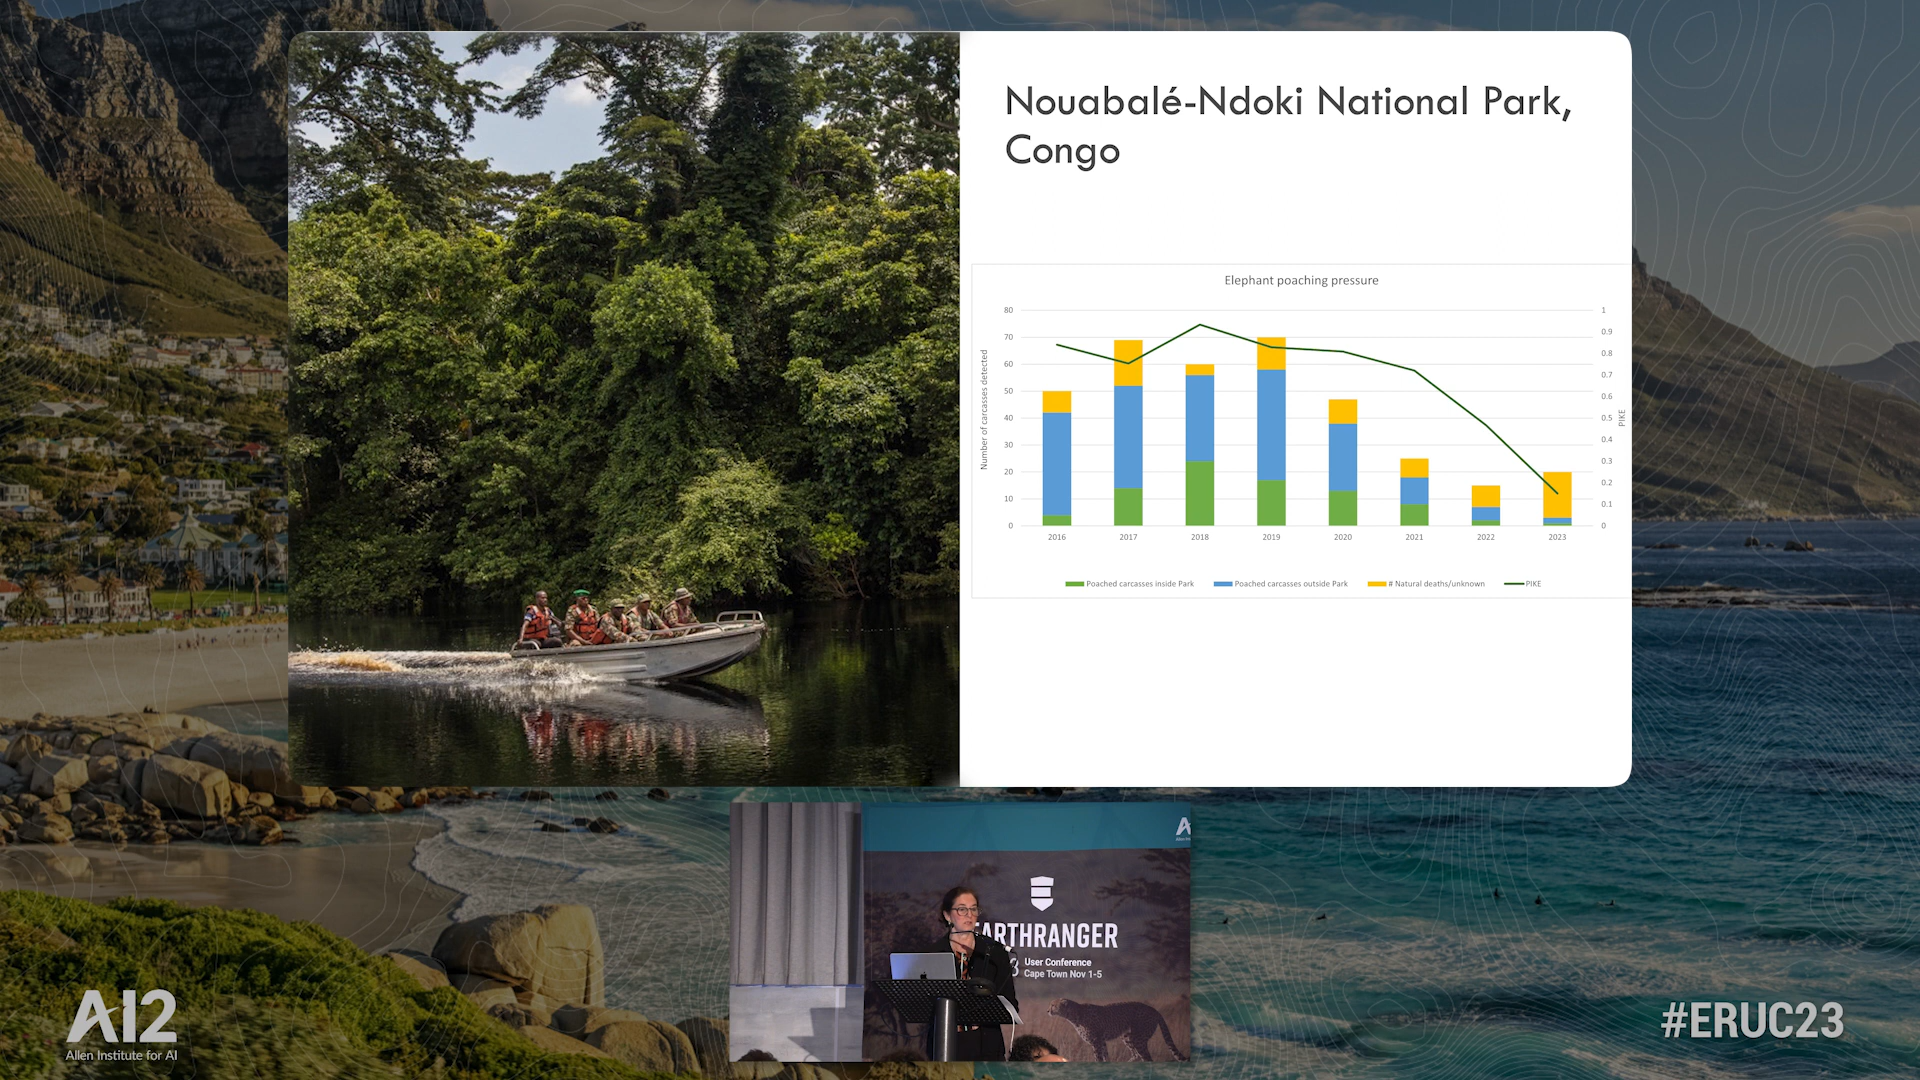 Nouabalé-Ndoki National Park,
Congo
Elephant poaching pressure
Number of carcasses detected
80
70
60
50
40
30
20
10
0
1
0.9
0.8
0.7
0.6
0.5
0.4
0.3
0.2
0.1
0
PIKE
2016 2017 2018 2019 2020 2021 2022 2023
Poached carcasses inside Park Poached carcasses outside Park # Natural deaths/unknown PIKE
ARTHRANGER
3 User Conference
Cape Town Nov 1-5
AI2
Allen Institute for AI
#ERUC23